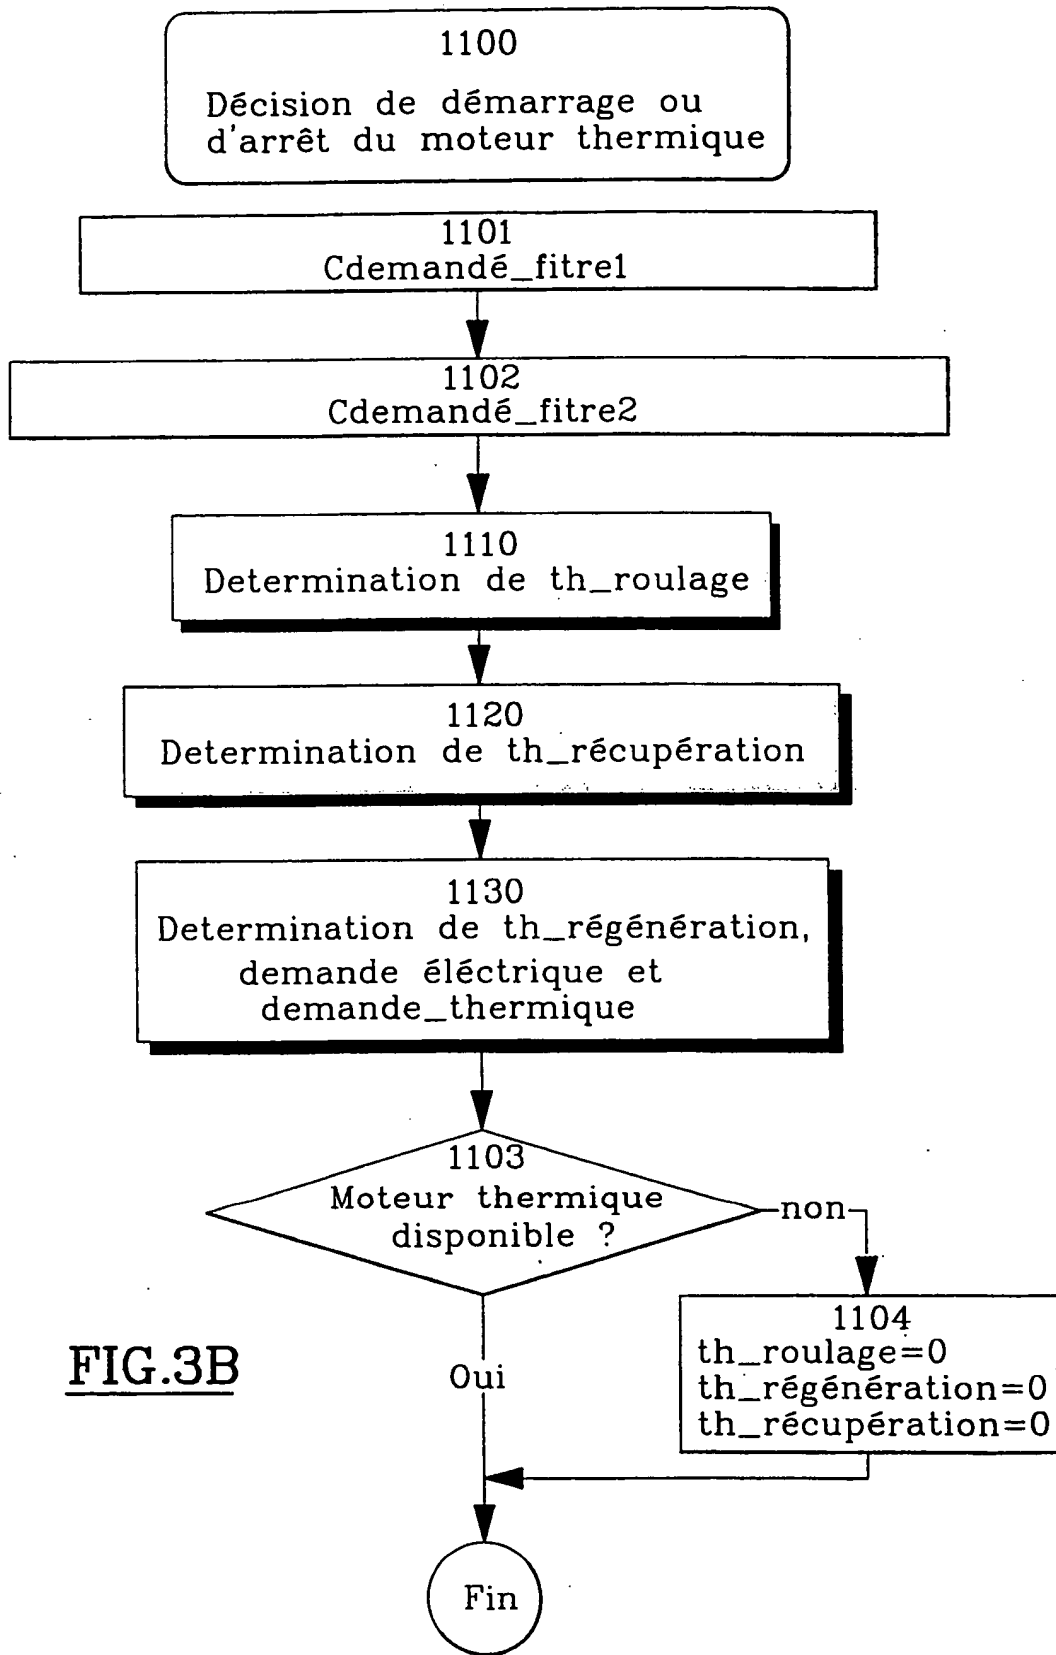 1100
Décision de démarrage ou
d'arrêt du moteur thermique
1101
Cdemandé_fitre1
1102
Cdemandé_fitre2
1110
Determination de th_roulage
1120
Determination de th_récupération
1130
Determination de th_régénération,
demande éléctrique et
demande_thermique
1103
Moteur thermique
disponible ?
non
1104
th_roulage=0
th_régénération=0
th_récupération=0
Oui
FIG.3B
Fin